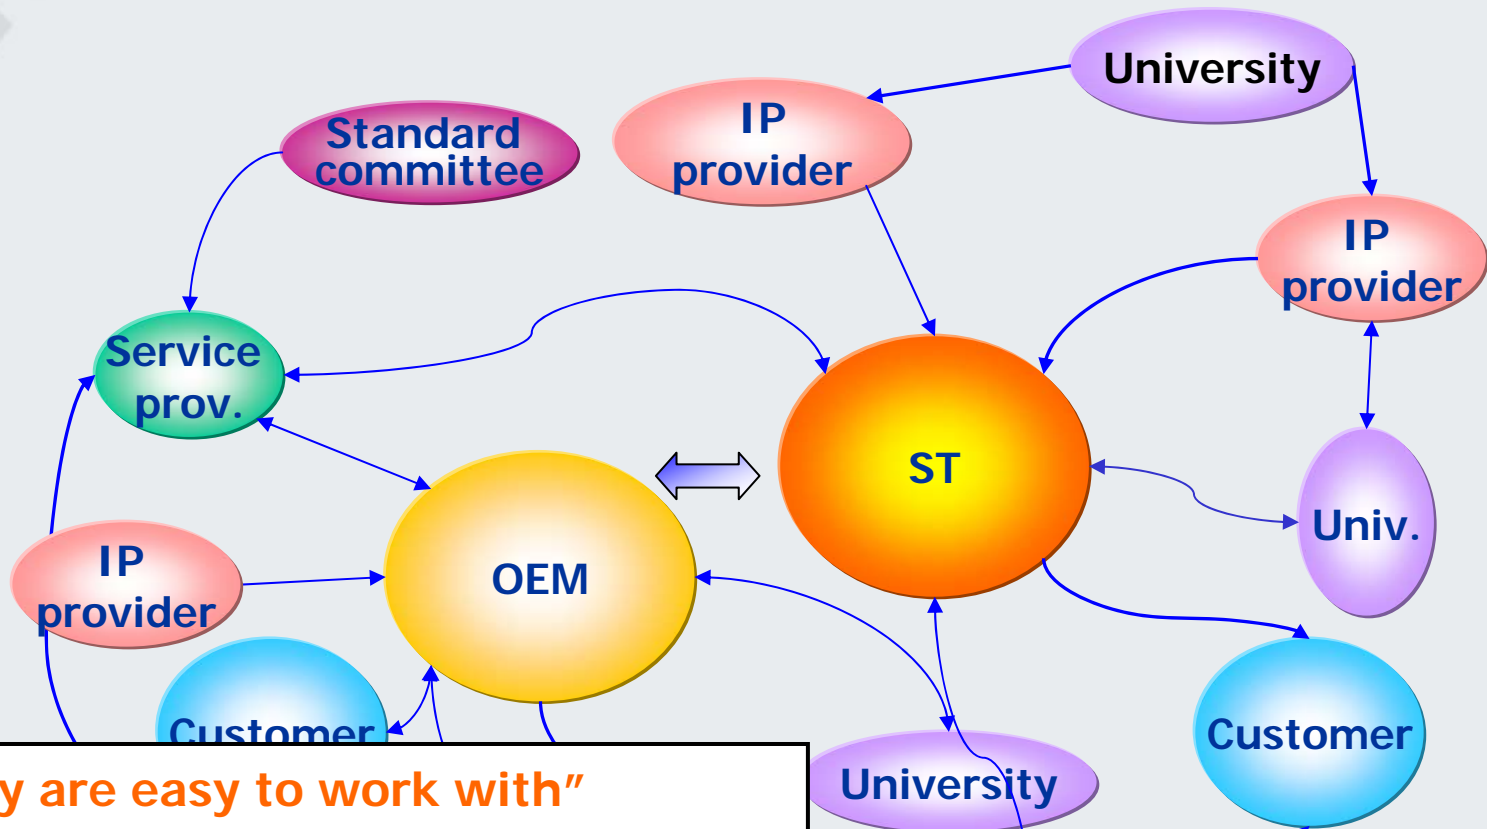 University
IP
provider
Standard
committee
IP
provider
Service
prov.
ST
Univ.
OEM
IP
provider
Customer
Customer
University
y are easy to work with”